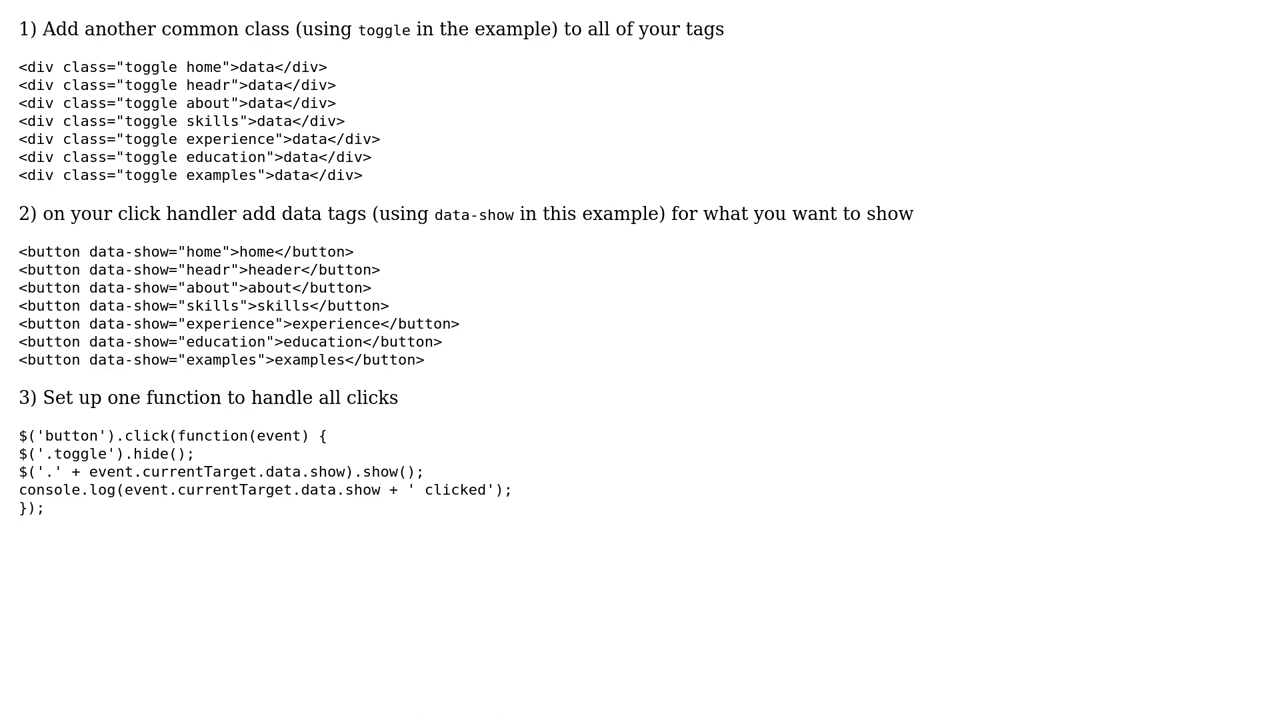 1) Add another common class (using toggle in the example) to all of your tags
<div class="toggle home">data</div>
<div class="toggle headr">data</div>
<div class="toggle about">data</div>
<div class="toggle skills">data</div>
<div class="toggle experience">data</div>
<div class="toggle education">data</div>
<div class="toggle examples">data</div>
2) on your click handler add data tags (using data-show in this example) for what you want to show
<button data-show="home">home</button>
<button data-show="headr">header</button>
<button data-show="about">about</button>
<button data-show="skills">skills</button>
<button data-show="experience">experience</button>
<button data-show="education">education</button>
<button data-show="examples">examples</button>
3) Set up one function to handle all clicks
$('button').click(function(event) {
$('.toggle').hide();
$('.' + event.currentTarget.data.show).show();
console.log(event.currentTarget.data.show + ' clicked');
});